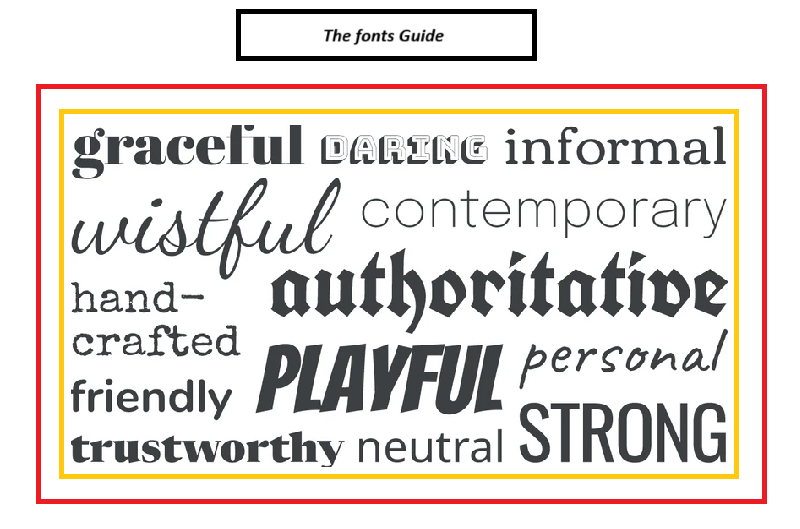 The fonts Guide
graceful DARING informal
wistful contemporary
hand-
crafted
authoritative
friendly
PLAYFUL
personal
trustworthy neutral
STRONG